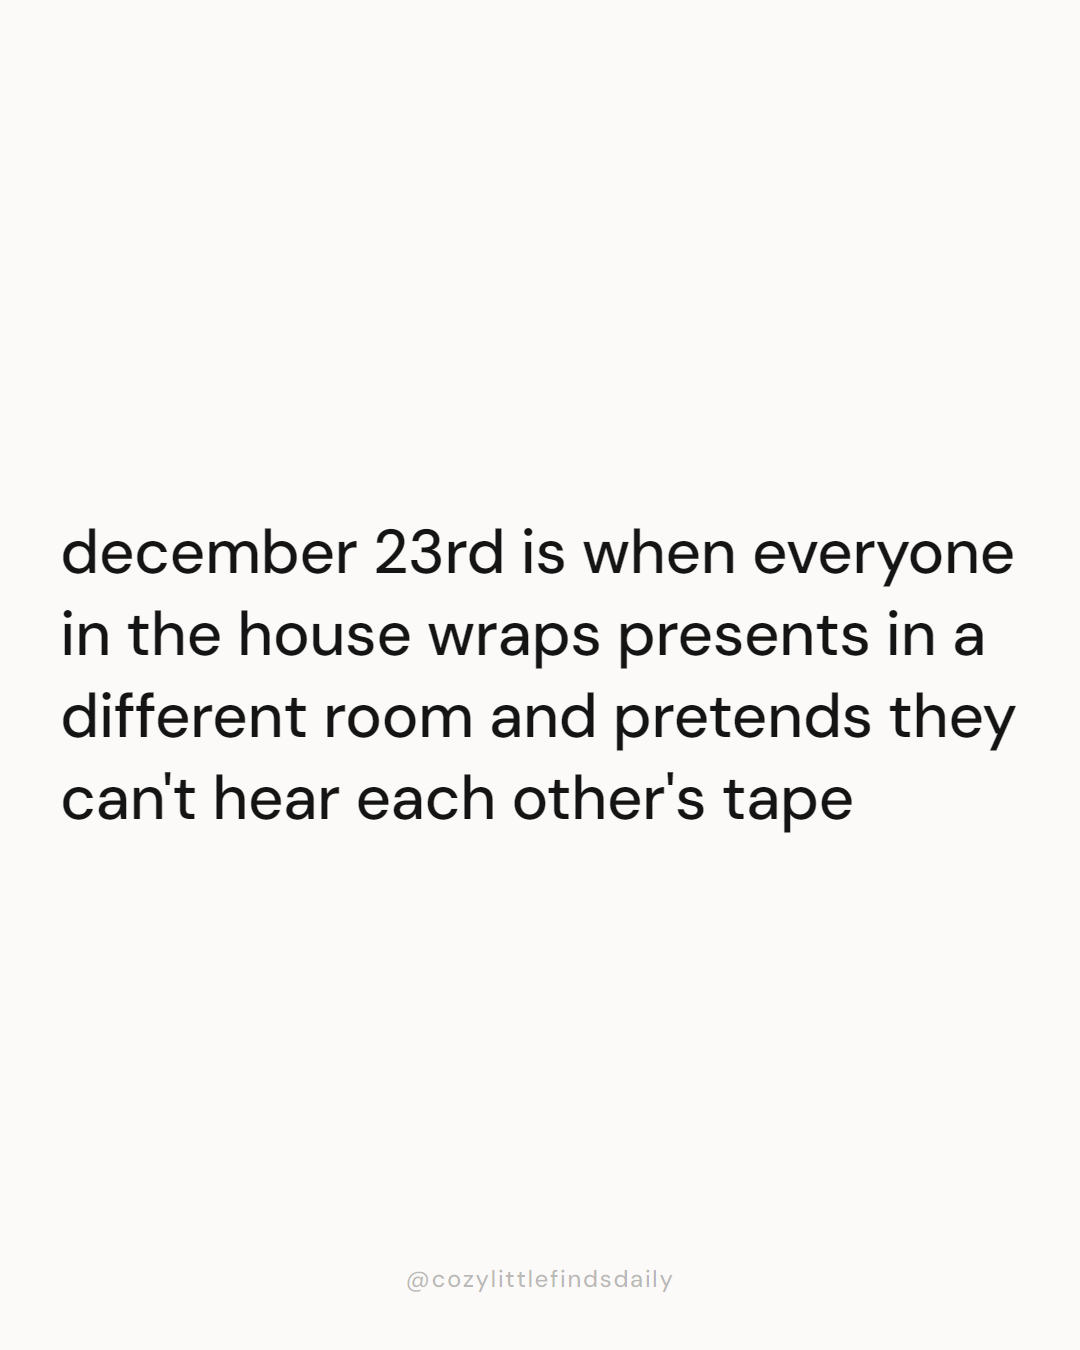 december 23rd is when everyone
in the house wraps presents in a
different room and pretends they
can't hear each other's tape
@cozylittlefindsdaily